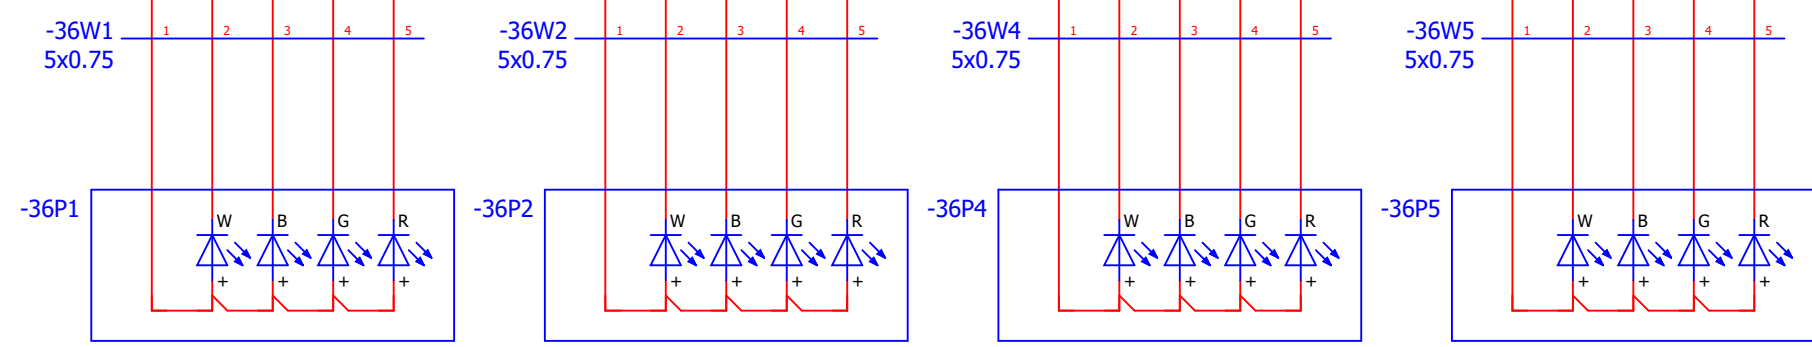 -36W1 1 2 3 4 5
5x0.75
-36W2 1 2 3 4 5
5x0.75
-36W4 1 2 3 4 5
5x0.75
-36W5 1 2 3 4 5
5x0.75
-36P1
W B G R
+ + + +
-36P2
W B G R
+ + + +
-36P4
W B G R
+ + + +
-36P5
W B G R
+ + + +